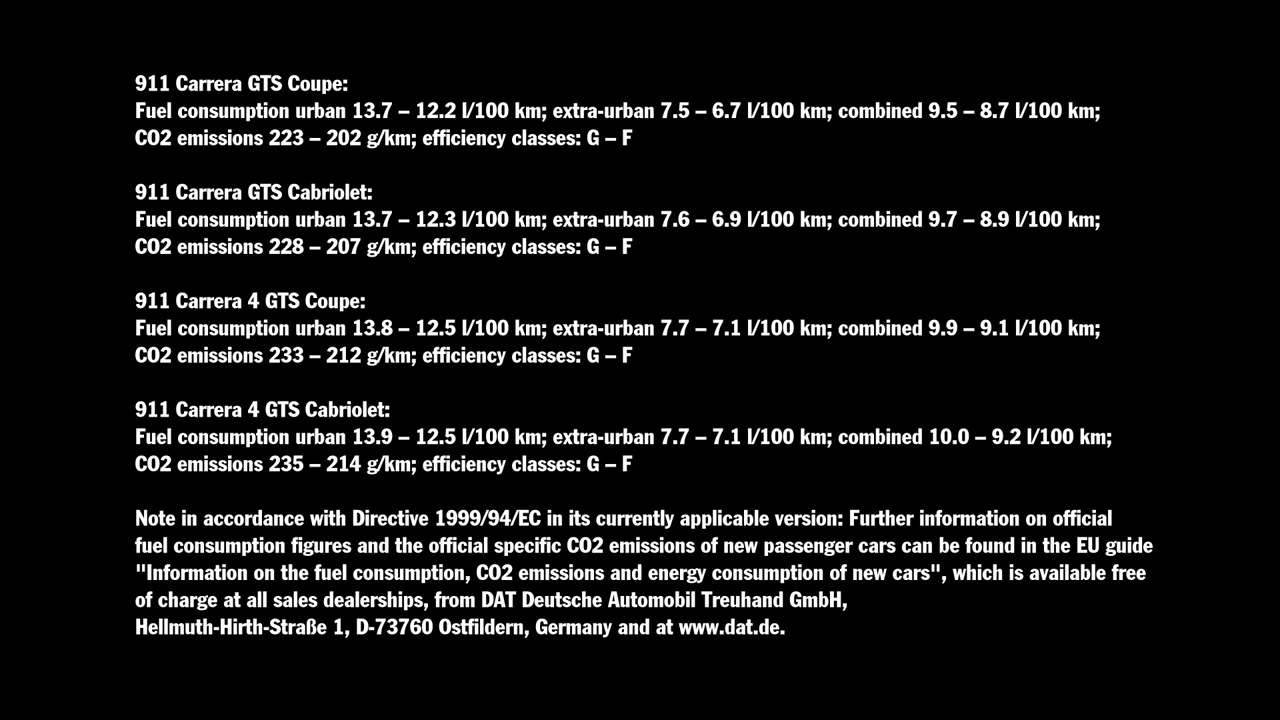 911 Carrera GTS Coupe:
Fuel consumption urban 13.7 – 12.2 l/100 km; extra-urban 7.5 – 6.7 l/100 km; combined 9.5 – 8.7 l/100 km;
CO2 emissions 223 – 202 g/km; efficiency classes: G – F
911 Carrera GTS Cabriolet:
Fuel consumption urban 13.7 – 12.3 l/100 km; extra-urban 7.6 – 6.9 l/100 km; combined 9.7 – 8.9 l/100 km;
CO2 emissions 228 – 207 g/km; efficiency classes: G – F
911 Carrera 4 GTS Coupe:
Fuel consumption urban 13.8 – 12.5 l/100 km; extra-urban 7.7 – 7.1 l/100 km; combined 9.9 – 9.1 l/100 km;
CO2 emissions 233 – 212 g/km; efficiency classes: G – F
911 Carrera 4 GTS Cabriolet:
Fuel consumption urban 13.9 – 12.5 l/100 km; extra-urban 7.7 – 7.1 l/100 km; combined 10.0 – 9.2 l/100 km;
CO2 emissions 235 – 214 g/km; efficiency classes: G – F
Note in accordance with Directive 1999/94/EC in its currently applicable version: Further information on official
fuel consumption figures and the official specific CO2 emissions of new passenger cars can be found in the EU guide
"Information on the fuel consumption, CO2 emissions and energy consumption of new cars", which is available free
of charge at all sales dealerships, from DAT Deutsche Automobil Treuhand GmbH,
Hellmuth-Hirth-Straße 1, D-73760 Ostfildern, Germany and at www.dat.de.